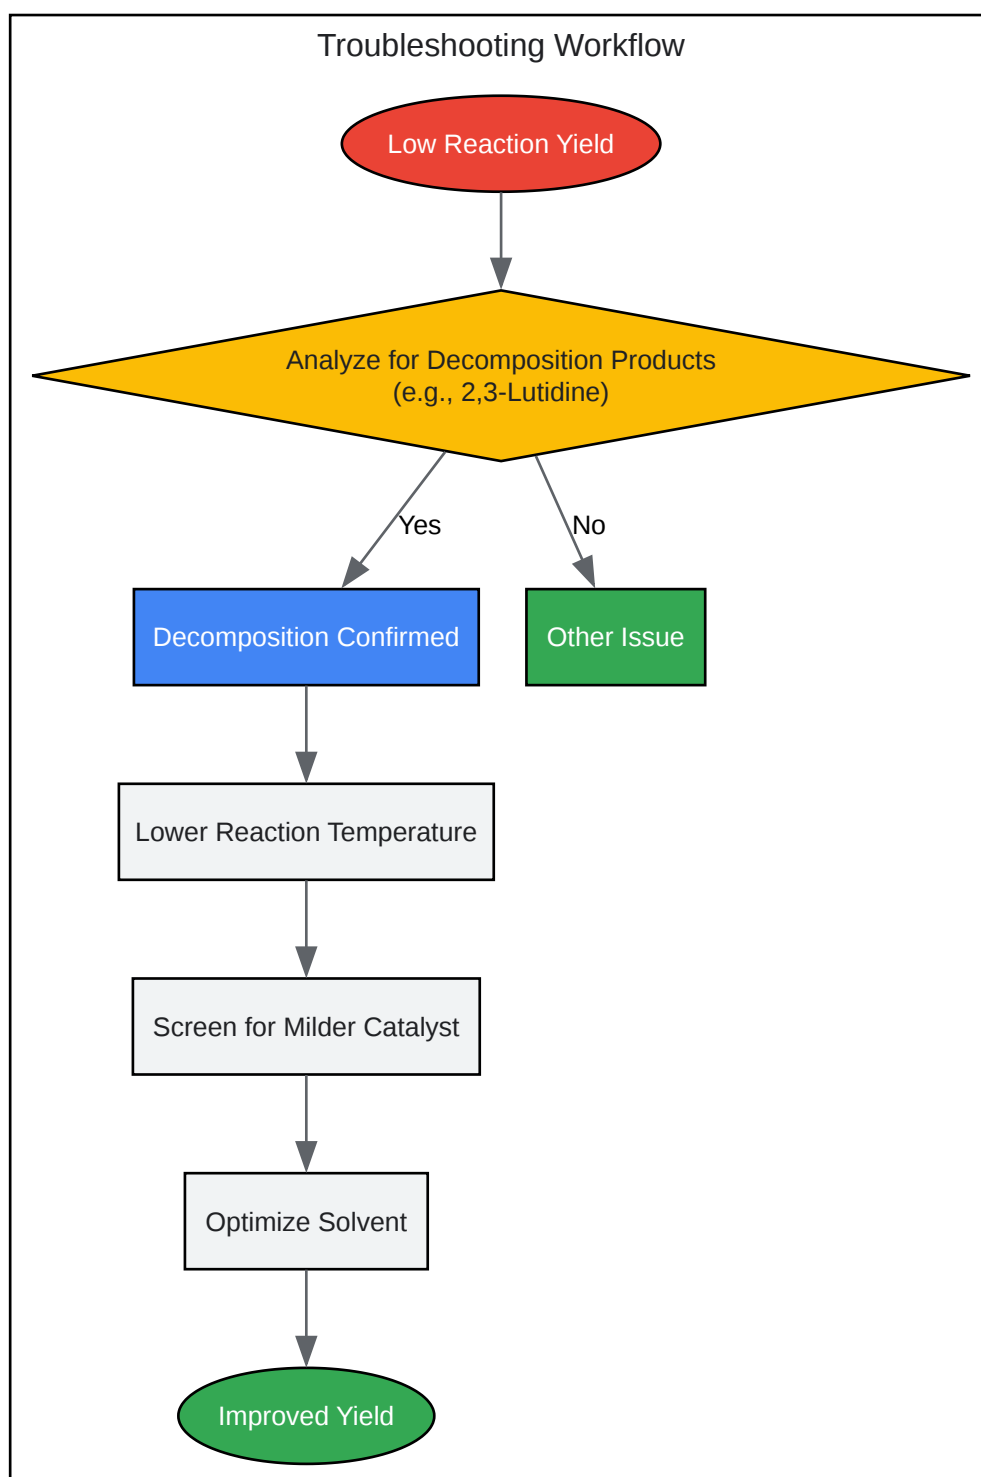 Troubleshooting Workflow
Low Reaction Yield
Analyze for Decomposition Products
(e.g., 2,3-Lutidine)
Yes
No
Decomposition Confirmed
Other Issue
Lower Reaction Temperature
Screen for Milder Catalyst
Optimize Solvent
Improved Yield